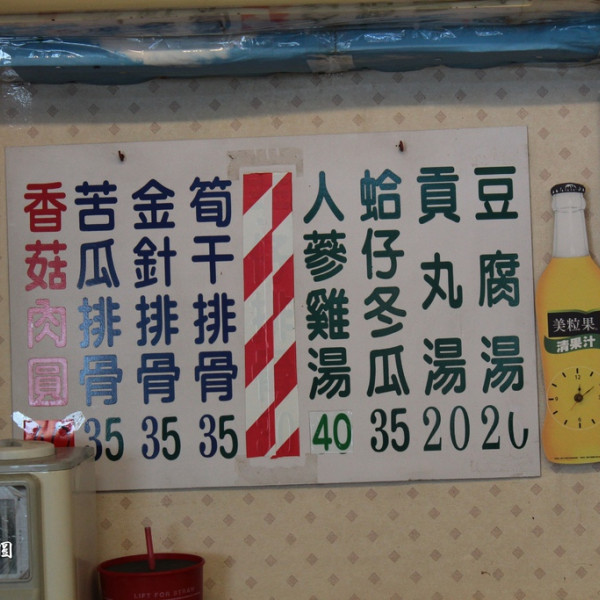 豆腐湯 20
貢丸湯 20
蛤仔冬瓜 35
人蔘雞湯 40
筍干排骨 35
金針排骨 35
苦瓜排骨 35
香菇肉圓
美粒果
清果汁